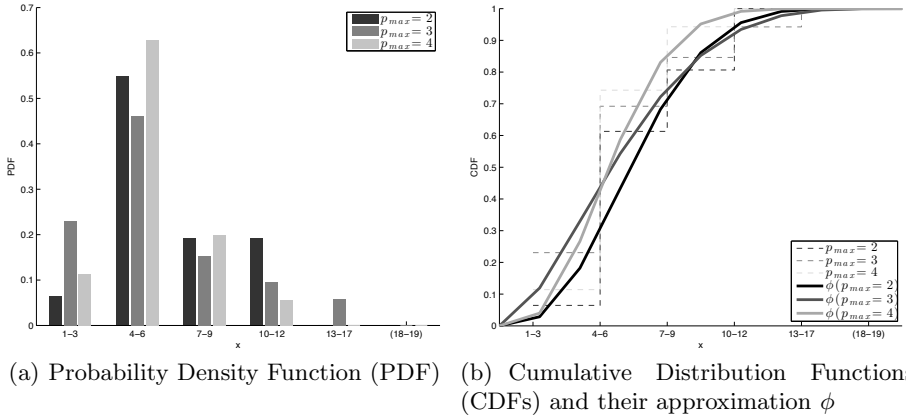 0.7
0.6
0.5
0.4
0.3
0.2
0.1
0
PDF
1−3
4−6
7−9
10−12
13−17
(18−19)
x
p_max = 2
p_max = 3
p_max = 4
(a) Probability Density Function (PDF)
1
0.9
0.8
0.7
0.6
0.5
0.4
0.3
0.2
0.1
0
CDF
1−3
4−6
7−9
10−12
13−17
(18−19)
x
p_max = 2
p_max = 3
p_max = 4
ϕ(p_max = 2)
ϕ(p_max = 3)
ϕ(p_max = 4)
(b) Cumulative Distribution Function
(CDFs) and their approximation ϕ